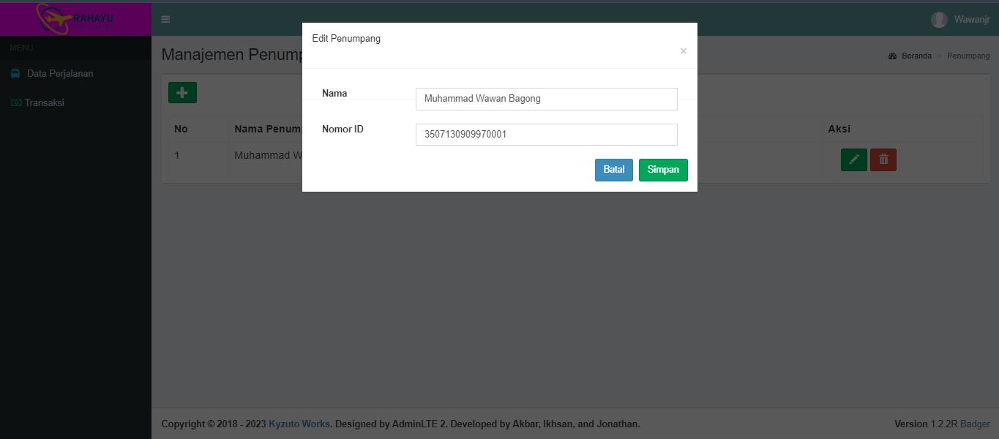 RAHAYU
Wawanjr
Edit Penumpang
×
MENU
Manajemen Penump
Beranda > Penumpang
Data Perjalanan
Transaksi
Nama
Muhammad Wawan Bagong
Nomor ID
3507130909970001
No
Nama Penum
Aksi
1
Muhammad W
Batal
Simpan
Copyright © 2018 - 2023 Kyzuto Works. Designed by AdminLTE 2. Developed by Akbar, Ikhsan, and Jonathan.
Version 1.2.2R Badger